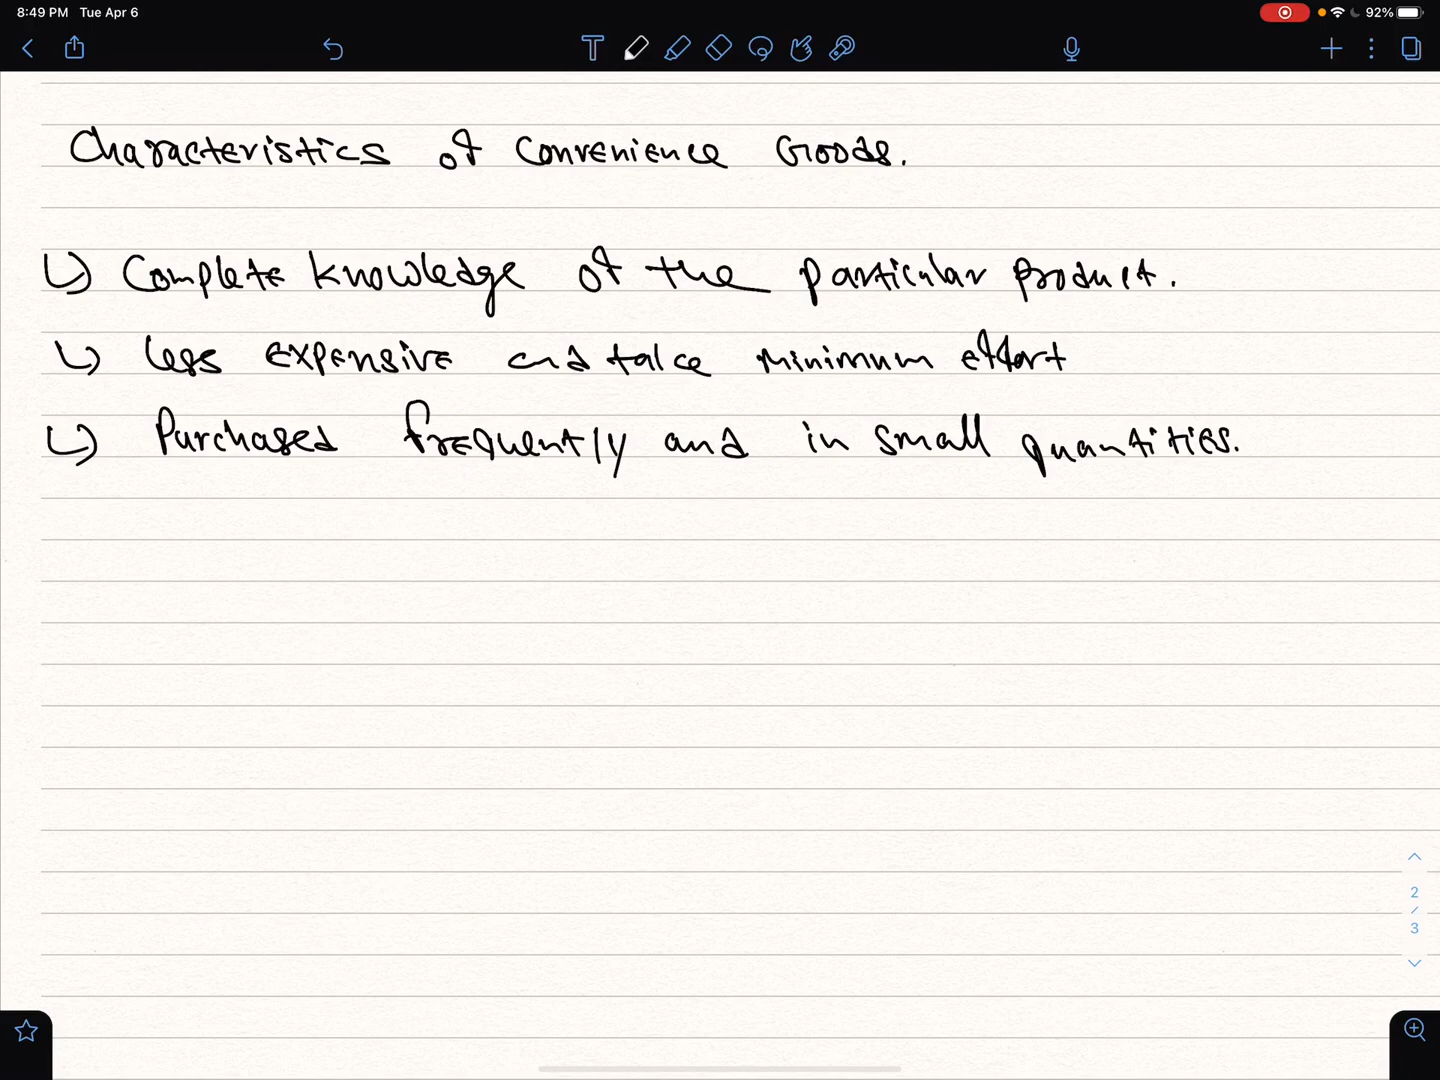 8:49 PM Tue Apr 6 92%
Characteristics of Convenience Goods.
Complete knowledge of the particular product.
less expensive and take minimum effort
Purchased frequently and in small quantities.
2
/
3